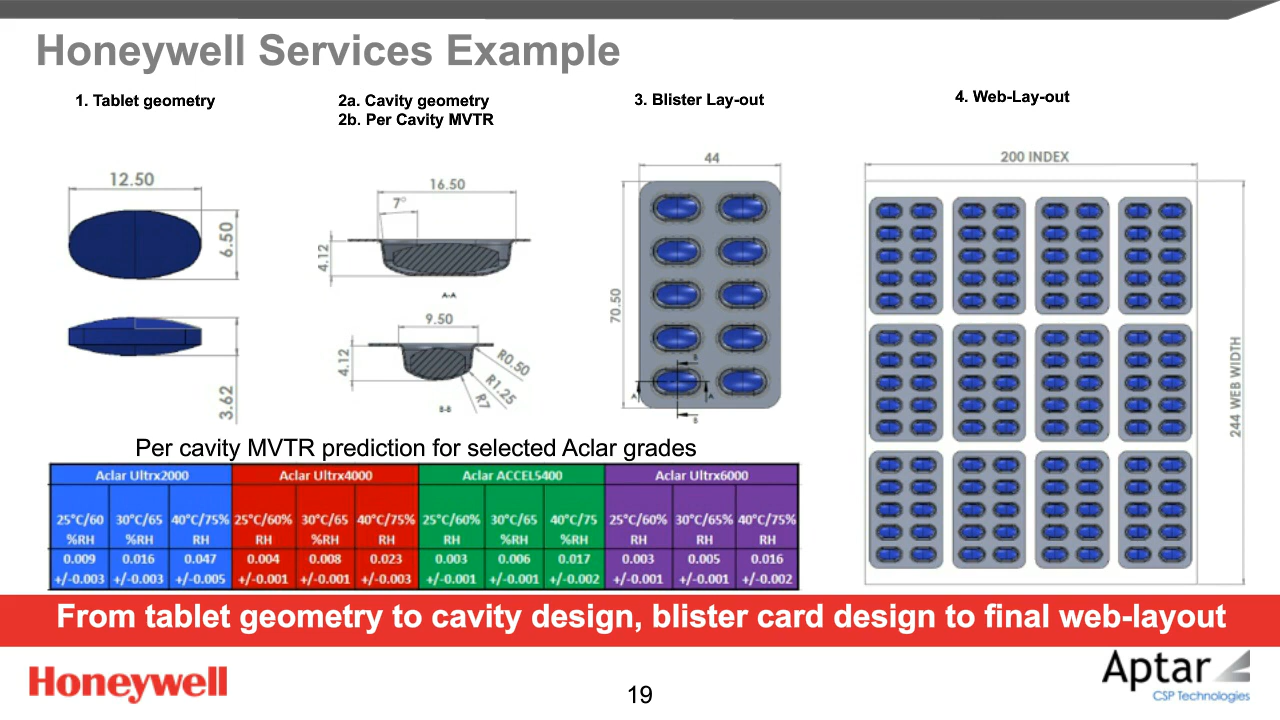 Honeywell Services Example
1. Tablet geometry
2a. Cavity geometry
2b. Per Cavity MVTR
3. Blister Lay-out
4. Web-Lay-out
12.50
6.50
3.62
16.50
7°
4.12
A-A
9.50
4.12
R0.50
R1.25
R7
B-B
44
70.50
B
A
A
B
200 INDEX
244 WEB WIDTH
Per cavity MVTR prediction for selected Aclar grades
Aclar Ultrx2000 Aclar Ultrx4000 Aclar ACCEL5400 Aclar Ultrx6000
25°C/60 30°C/65 40°C/75% 25°C/60% 30°C/65 40°C/75% 25°C/60% 30°C/65 40°C/75 25°C/60% 30°C/65% 40°C/75%
%RH %RH RH RH %RH RH RH %RH %RH RH RH RH
0.009 0.016 0.047 0.004 0.008 0.023 0.003 0.006 0.017 0.003 0.005 0.016
+/-0.003 +/-0.003 +/-0.005 +/-0.001 +/-0.001 +/-0.003 +/-0.001 +/-0.001 +/-0.002 +/-0.001 +/-0.001 +/-0.002
From tablet geometry to cavity design, blister card design to final web-layout
Honeywell
19
Aptar
CSP Technologies